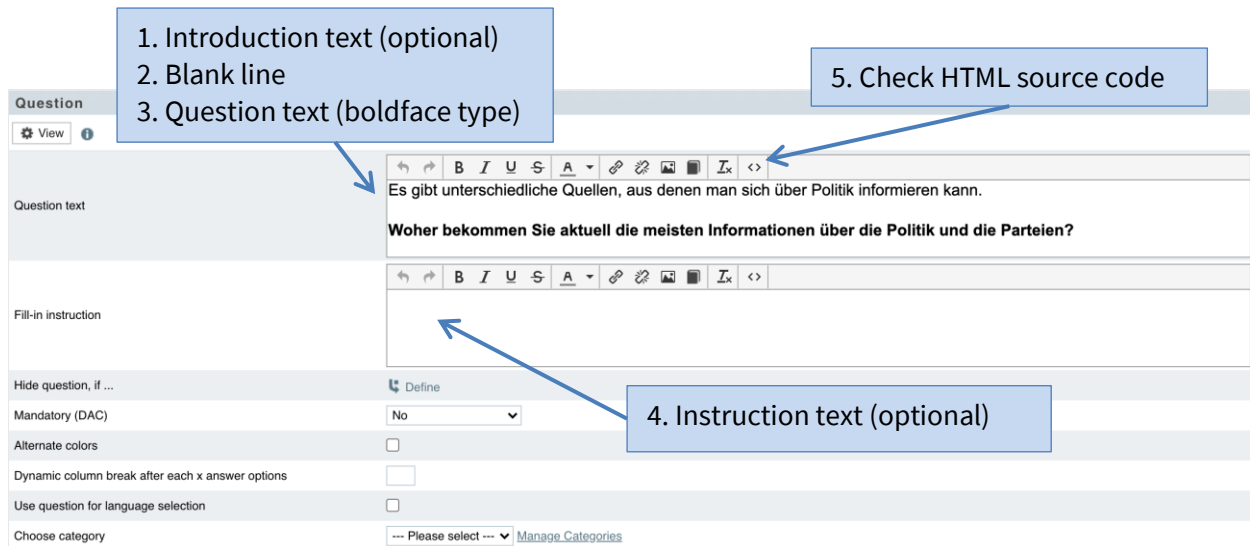 1. Introduction text (optional)
2. Blank line
3. Question text (boldface type)
5. Check HTML source code
Question
View
Question text
B I U S A
Es gibt unterschiedliche Quellen, aus denen man sich über Politik informieren kann.
Woher bekommen Sie aktuell die meisten Informationen über die Politik und die Parteien?
Fill-in instruction
B I U S A
4. Instruction text (optional)
Hide question, if ...
Define
Mandatory (DAC)
No
Alternate colors
Dynamic column break after each x answer options
Use question for language selection
Choose category
--- Please select ---
Manage Categories